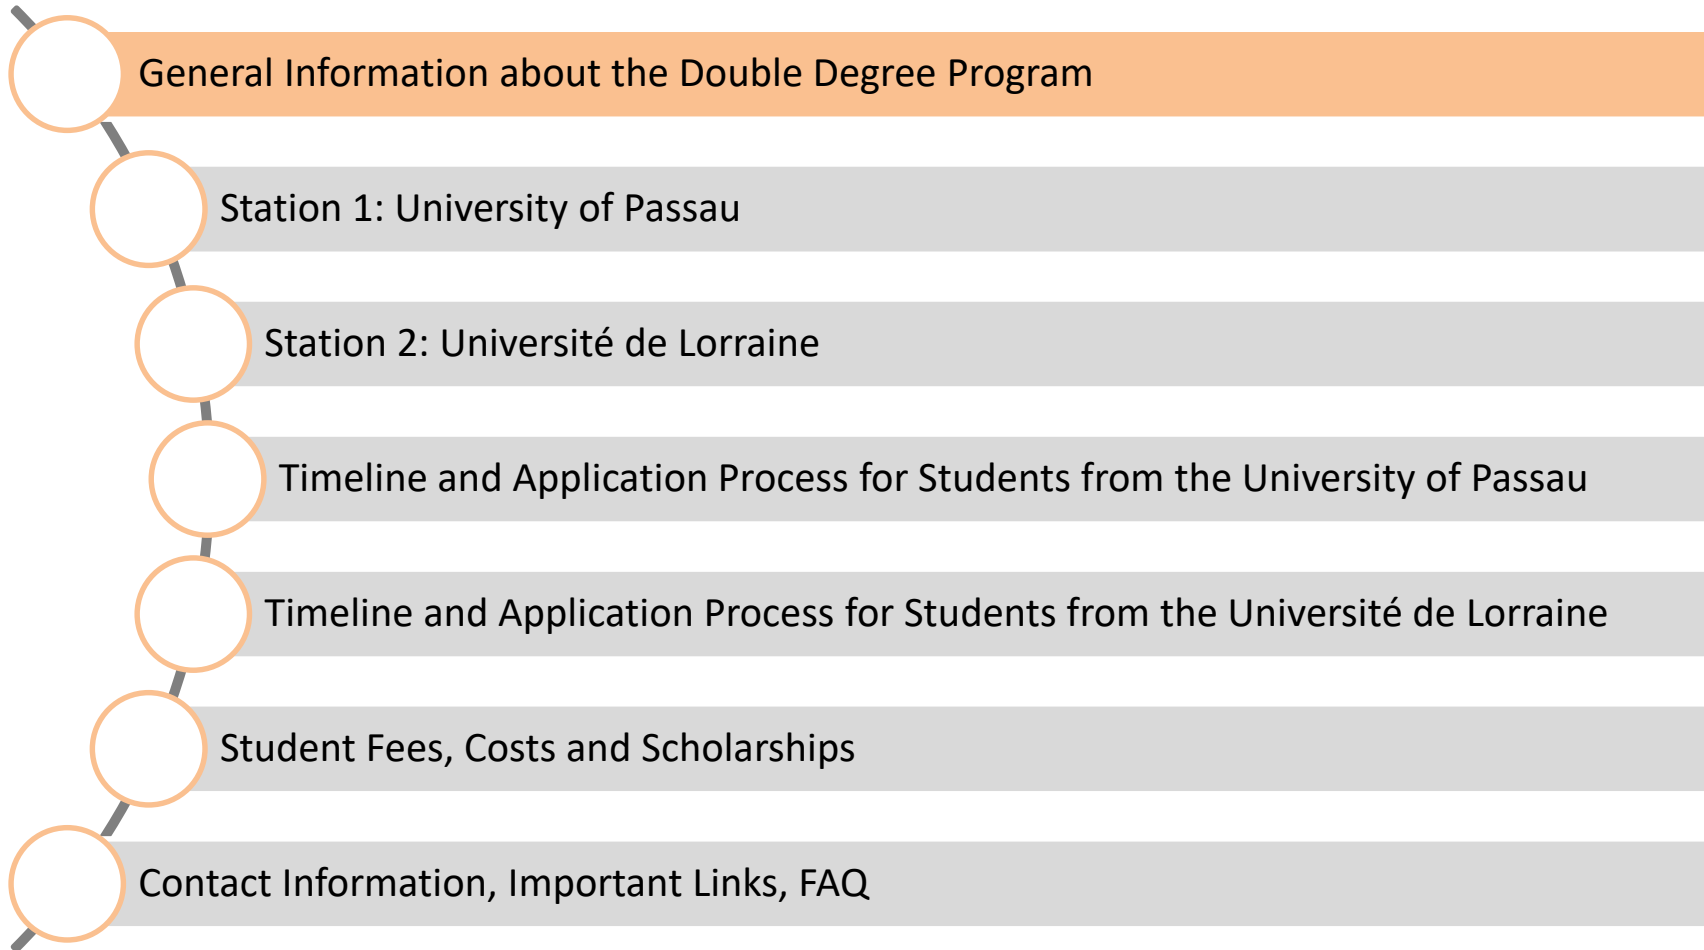 General Information about the Double Degree Program
Station 1: University of Passau
Station 2: Université de Lorraine
Timeline and Application Process for Students from the University of Passau
Timeline and Application Process for Students from the Université de Lorraine
Student Fees, Costs and Scholarships
Contact Information, Important Links, FAQ